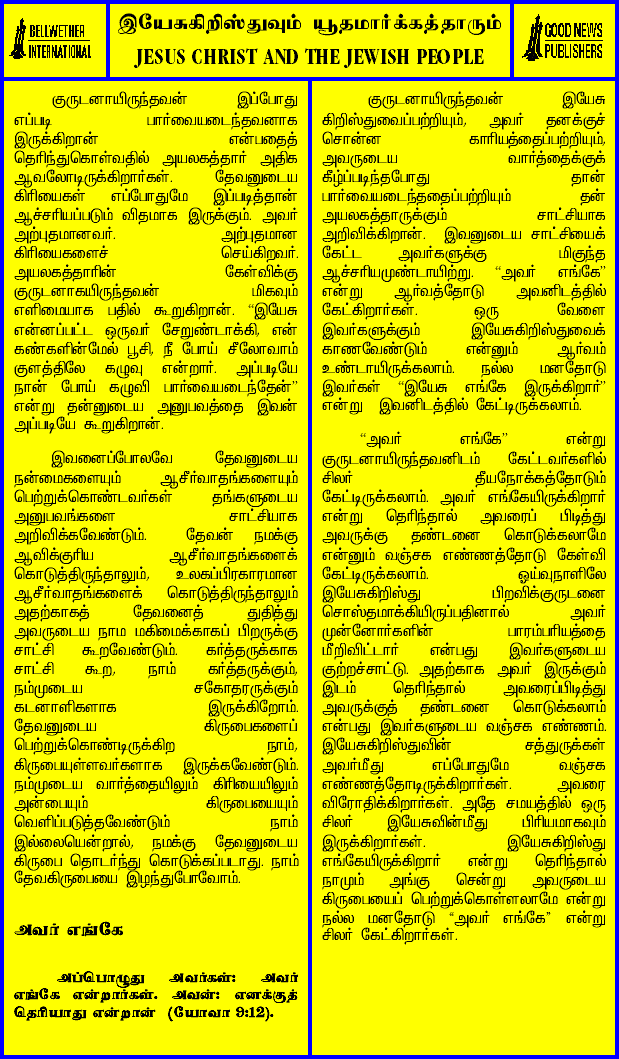 BELLWETHER
INTERNATIONAL
இயேசுகிறிஸ்துவும் யூதமார்க்கத்தாரும்
JESUS CHRIST AND THE JEWISH PEOPLE
GOOD NEWS
PUBLISHERS
குருடனாயிருந்தவன் இப்போது
எப்படி பார்வையடைந்தவனாக
இருக்கிறான் என்பதைத்
தெரிந்துகொள்வதில் அயலகத்தார் அதிக
ஆவலோடிருக்கிறார்கள். தேவனுடைய
கிரியைகள் எப்போதுமே இப்படித்தான்
ஆச்சரியப்படும் விதமாக இருக்கும். அவர்
அற்புதமானவர். அற்புதமான
கிரியைகளைச் செய்கிறவர்.
அயலகத்தாரின் கேள்விக்கு
குருடனாகயிருந்தவன் மிகவும்
எளிமையாக பதில் கூறுகிறான். “இயேசு
என்னப்பட்ட ஒருவர் சேறுண்டாக்கி, என்
கண்களின்மேல் பூசி, நீ போய் சீலோவாம்
குளத்திலே கழுவு என்றார். அப்படியே
நான் போய் கழுவி பார்வையடைந்தேன்”
என்று தன்னுடைய அனுபவத்தை இவன்
அப்படியே கூறுகிறான்.
இவனைப்போலவே தேவனுடைய
நன்மைகளையும் ஆசீர்வாதங்களையும்
பெற்றுக்கொண்டவர்கள் தங்களுடைய
அனுபவங்களை சாட்சியாக
அறிவிக்கவேண்டும். தேவன் நமக்கு
ஆவிக்குரிய ஆசீர்வாதங்களைக்
கொடுத்திருந்தாலும், உலகப்பிரகாரமான
ஆசீர்வாதங்களைக் கொடுத்திருந்தாலும்
அதற்காகத் தேவனைத் துதித்து
அவருடைய நாம மகிமைக்காகப் பிறருக்கு
சாட்சி கூறவேண்டும். கர்த்தருக்காக
சாட்சி கூற, நாம் கர்த்தருக்கும்,
நம்முடைய சகோதரருக்கும்
கடனாளிகளாக இருக்கிறோம்.
தேவனுடைய கிருபைகளைப்
பெற்றுக்கொண்டிருக்கிற நாம்,
கிருபையுள்ளவர்களாக இருக்கவேண்டும்.
நம்முடைய வார்த்தையிலும் கிரியையிலும்
அன்பையும் கிருபையையும்
வெளிப்படுத்தவேண்டும் நாம்
இல்லையென்றால், நமக்கு தேவனுடைய
கிருபை தொடர்ந்து கொடுக்கப்படாது. நாம்
தேவகிருபையை இழந்துபோவோம்.
அவர் எங்கே
அப்பொழுது அவர்கள்: அவர்
எங்கே என்றார்கள். அவன்: எனக்குத்
தெரியாது என்றான் (யோவா 9:12).
குருடனாயிருந்தவன் இயேசு
கிறிஸ்துவைப்பற்றியும், அவர் தனக்குச்
சொன்ன காரியத்தைப்பற்றியும்,
அவருடைய வார்த்தைக்குக்
கீழ்ப்படிந்தபோது தான்
பார்வையடைந்ததைப்பற்றியும் தன்
அயலகத்தாருக்கும் சாட்சியாக
அறிவிக்கிறான். இவனுடைய சாட்சியைக்
கேட்ட அவர்களுக்கு மிகுந்த
ஆச்சரியமுண்டாயிற்று. “அவர் எங்கே”
என்று ஆர்வத்தோடு அவனிடத்தில்
கேட்கிறார்கள். ஒரு வேளை
இவர்களுக்கும் இயேசுகிறிஸ்துவைக்
காணவேண்டும் என்னும் ஆர்வம்
உண்டாயிருக்கலாம். நல்ல மனதோடு
இவர்கள் “இயேசு எங்கே இருக்கிறார்”
என்று இவனிடத்தில் கேட்டிருக்கலாம்.
“அவர் எங்கே” என்று
குருடனாயிருந்தவனிடம் கேட்டவர்களில்
சிலர் தீயநோக்கத்தோடும்
கேட்டிருக்கலாம். அவர் எங்கேயிருக்கிறார்
என்று தெரிந்தால் அவரைப் பிடித்து
அவருக்கு தண்டனை கொடுக்கலாமே
என்னும் வஞ்சக எண்ணத்தோடு கேள்வி
கேட்டிருக்கலாம். ஓய்வுநாளிலே
இயேசுகிறிஸ்து பிறவிக்குருடனை
சொஸ்தமாக்கியிருப்பதினால் அவர்
முன்னோர்களின் பாரம்பரியத்தை
மீறிவிட்டார் என்பது இவர்களுடைய
குற்றச்சாட்டு. அதற்காக அவர் இருக்கும்
இடம் தெரிந்தால் அவரைப்பிடித்து
அவருக்குத் தண்டனை கொடுக்கலாம்
என்பது இவர்களுடைய வஞ்சக எண்ணம்.
இயேசுகிறிஸ்துவின் சத்துருக்கள்
அவர்மீது எப்போதுமே வஞ்சக
எண்ணத்தோடிருக்கிறார்கள். அவரை
விரோதிக்கிறார்கள். அதே சமயத்தில் ஒரு
சிலர் இயேசுவின்மீது பிரியமாகவும்
இருக்கிறார்கள். இயேசுகிறிஸ்து
எங்கேயிருக்கிறார் என்று தெரிந்தால்
நாமும் அங்கு சென்று அவருடைய
கிருபையைப் பெற்றுக்கொள்ளலாமே என்று
நல்ல மனதோடு “அவர் எங்கே” என்று
சிலர் கேட்கிறார்கள்.